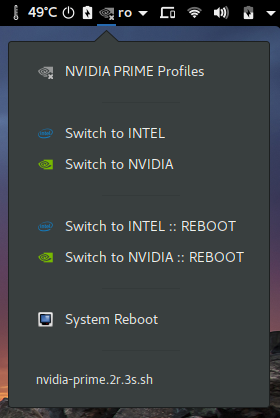 49°C ro
NVIDIA PRIME Profiles
Switch to INTEL
Switch to NVIDIA
Switch to INTEL :: REBOOT
Switch to NVIDIA :: REBOOT
System Reboot
nvidia-prime.2r.3s.sh